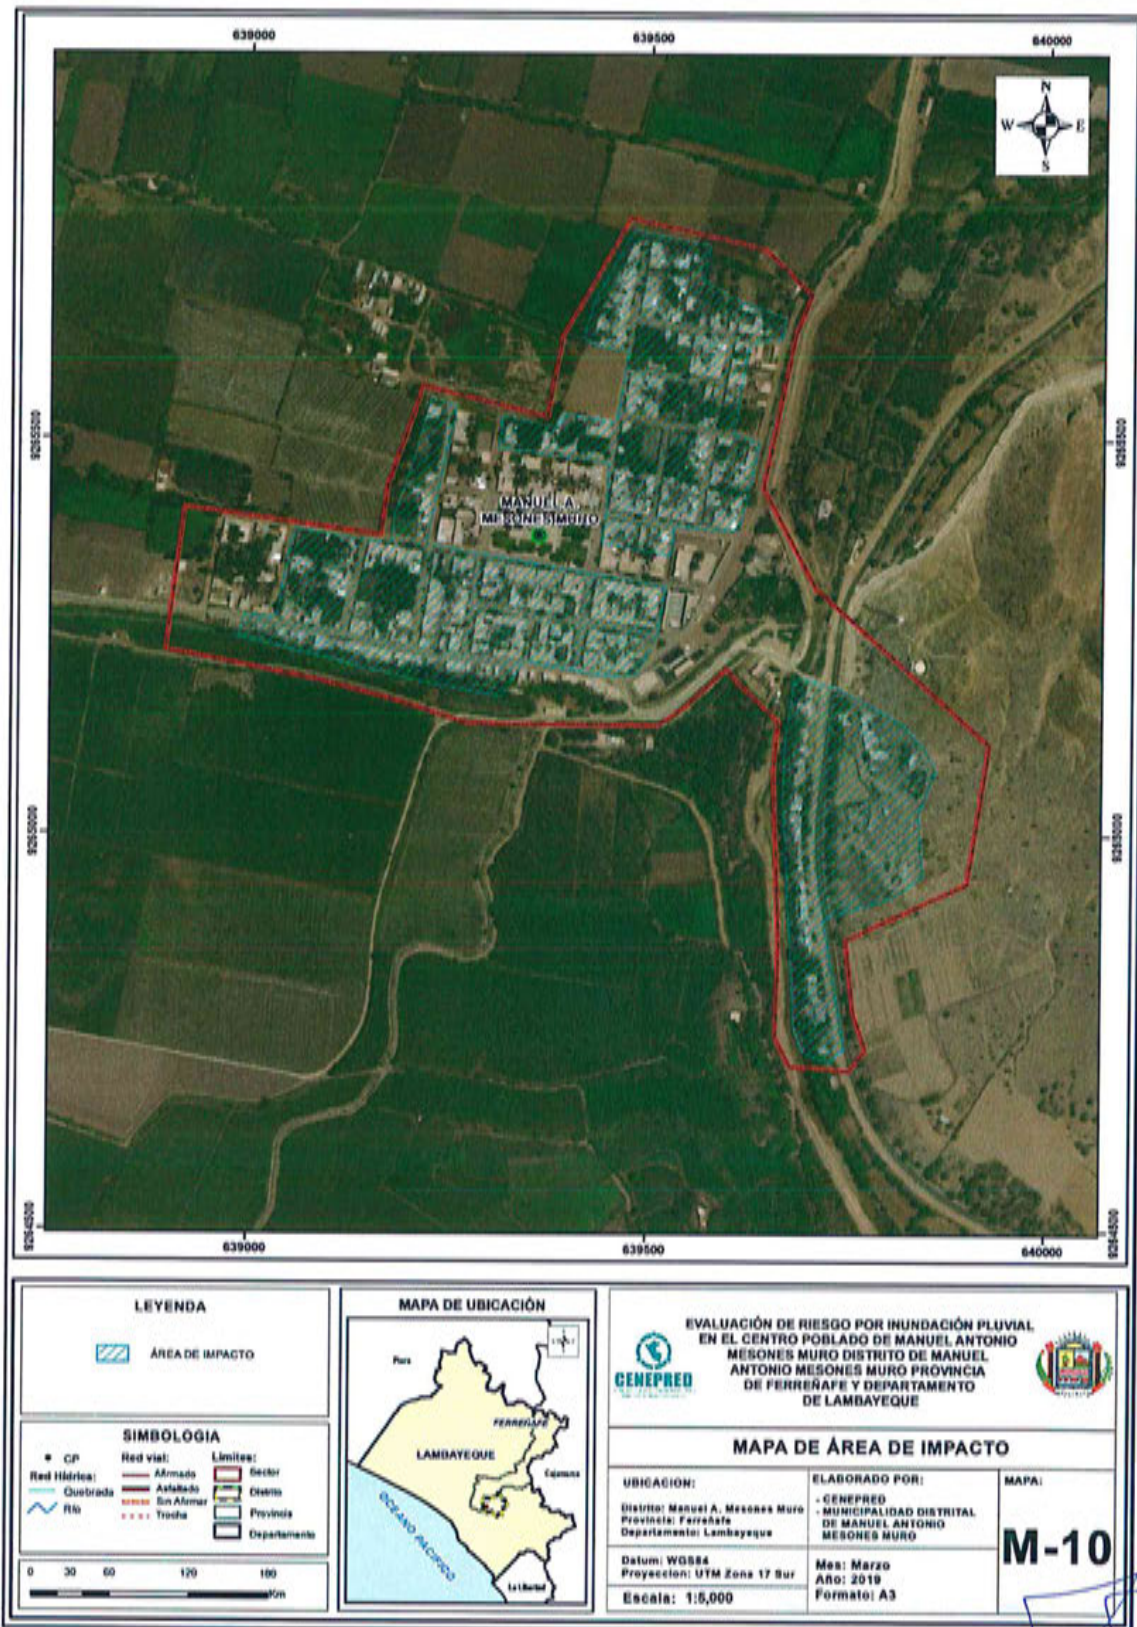 639000
639500
640000
N
W
E
S
9265500
9265500
MANUEL A.
MESONES MURO
9265000
9265000
9264500
9264500
639000
639500
640000
LEYENDA
ÁREA DE IMPACTO
SIMBOLOGIA
CP
Red Hídrica:
Quebrada
Río
Red vial:
Afirmado
Asfaltado
Sin Afirmar
Trocha
Límites:
Sector
Distrito
Provincia
Departamento
0 30 60 120 180
Km
MAPA DE UBICACIÓN
Piura
FERREÑAFE
LAMBAYEQUE
Cajamarca
OCEANO PACIFICO
La Libertad
CENEPRED
EVALUACIÓN DE RIESGO POR INUNDACIÓN PLUVIAL
EN EL CENTRO POBLADO DE MANUEL ANTONIO
MESONES MURO DISTRITO DE MANUEL
ANTONIO MESONES MURO PROVINCIA
DE FERREÑAFE Y DEPARTAMENTO
DE LAMBAYEQUE
MAPA DE ÁREA DE IMPACTO
UBICACION:
Distrito: Manuel A. Mesones Muro
Provincia: Ferreñafe
Departamento: Lambayeque
Datum: WGS84
Proyeccion: UTM Zona 17 Sur
Escala: 1:5,000
ELABORADO POR:
- CENEPRED
- MUNICIPALIDAD DISTRITAL
DE MANUEL ANTONIO
MESONES MURO
Mes: Marzo
Año: 2019
Formato: A3
MAPA:
M-10